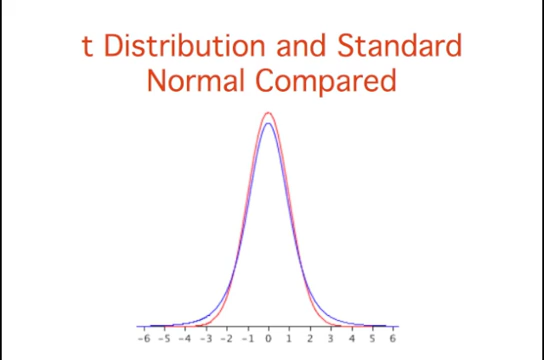 t Distribution and Standard
Normal Compared
-6 -5 -4 -3 -2 -1 0 1 2 3 4 5 6